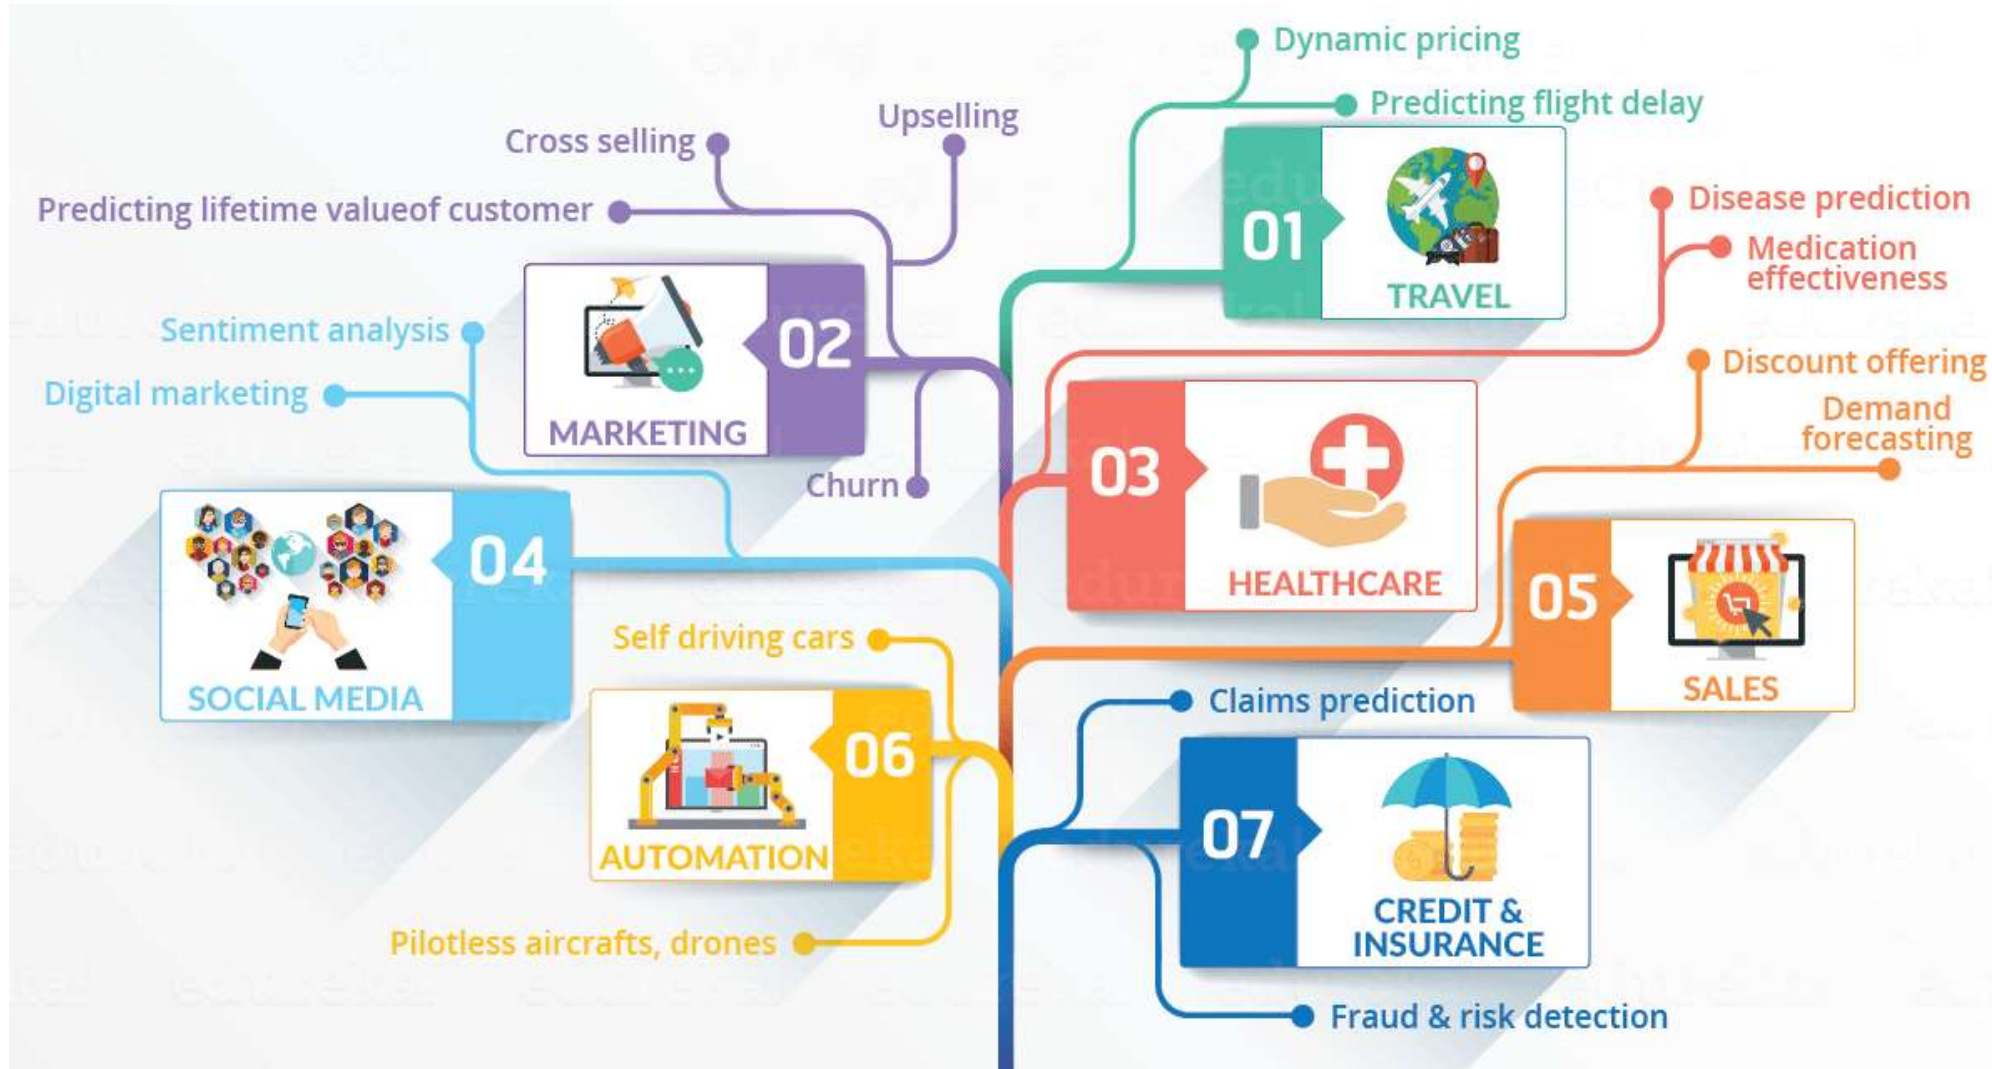 Dynamic pricing
Predicting flight delay
01
TRAVEL
Upselling
Cross selling
Predicting lifetime valueof customer
02
MARKETING
Churn
Disease prediction
Medication
effectiveness
03
HEALTHCARE
Sentiment analysis
Digital marketing
04
SOCIAL MEDIA
Discount offering
Demand
forecasting
05
SALES
Self driving cars
06
AUTOMATION
Pilotless aircrafts, drones
Claims prediction
07
CREDIT &
INSURANCE
Fraud & risk detection